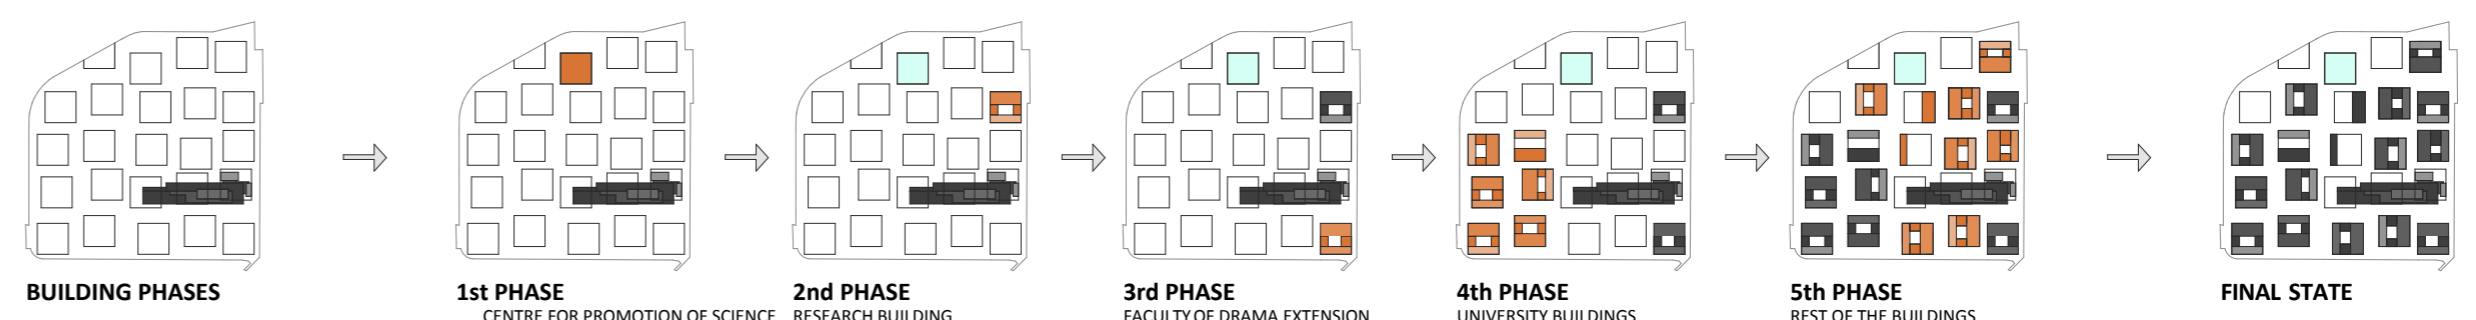 BUILDING PHASES
1st PHASE
CENTRE FOR PROMOTION OF SCIENCE
2nd PHASE
RESEARCH BUILDING
3rd PHASE
FACULTY OF DRAMA EXTENSION
4th PHASE
UNIVERSITY BUILDINGS
5th PHASE
REST OF THE BUILDINGS
FINAL STATE